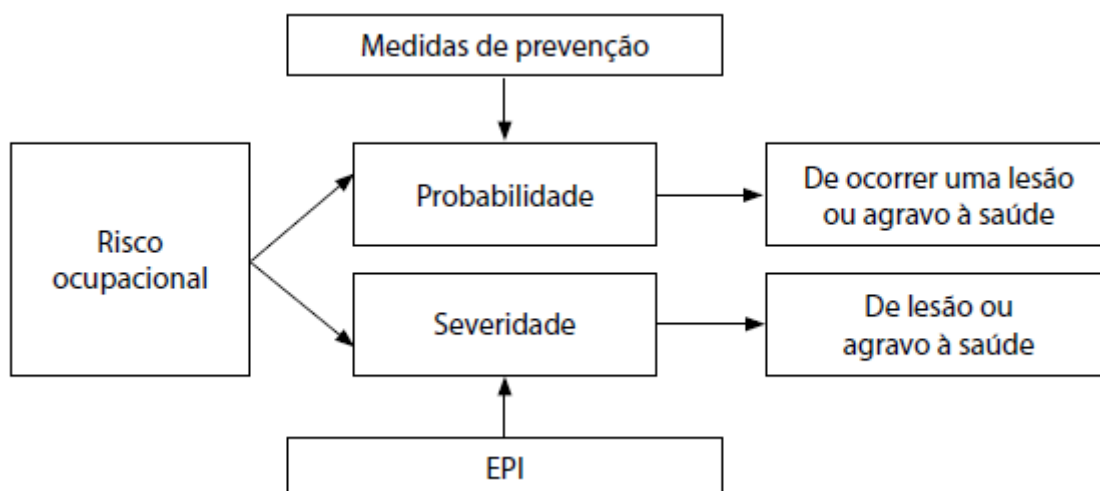 Medidas de prevenção
Risco
ocupacional
Probabilidade
De ocorrer uma lesão
ou agravo à saúde
Severidade
De lesão ou
agravo à saúde
EPI